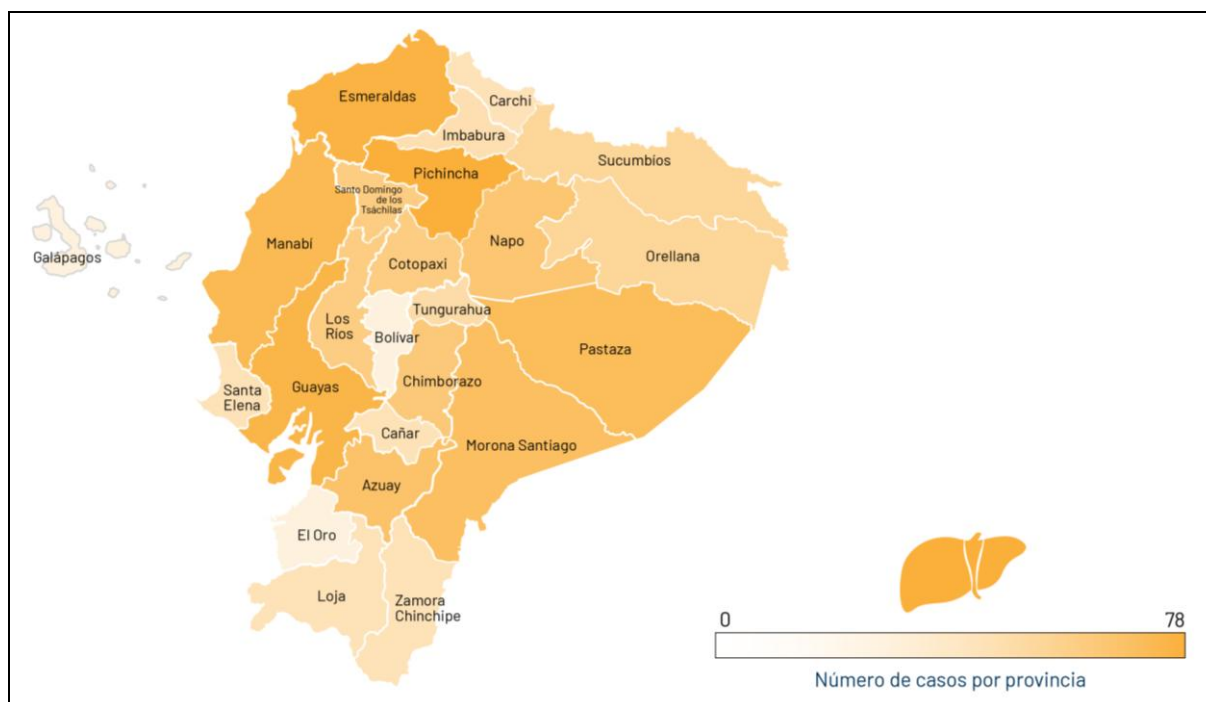 Esmeraldas
Carchi
Imbabura
Sucumbíos
Pichincha
Santo Domingo
de los
Tsáchilas
Manabí
Napo
Galápagos
Orellana
Cotopaxi
Tungurahua
Los
Ríos
Bolívar
Pastaza
Chimborazo
Santa
Elena
Guayas
Cañar
Morona Santiago
Azuay
El Oro
Loja
Zamora
Chinchipe
0
78
Número de casos por provincia